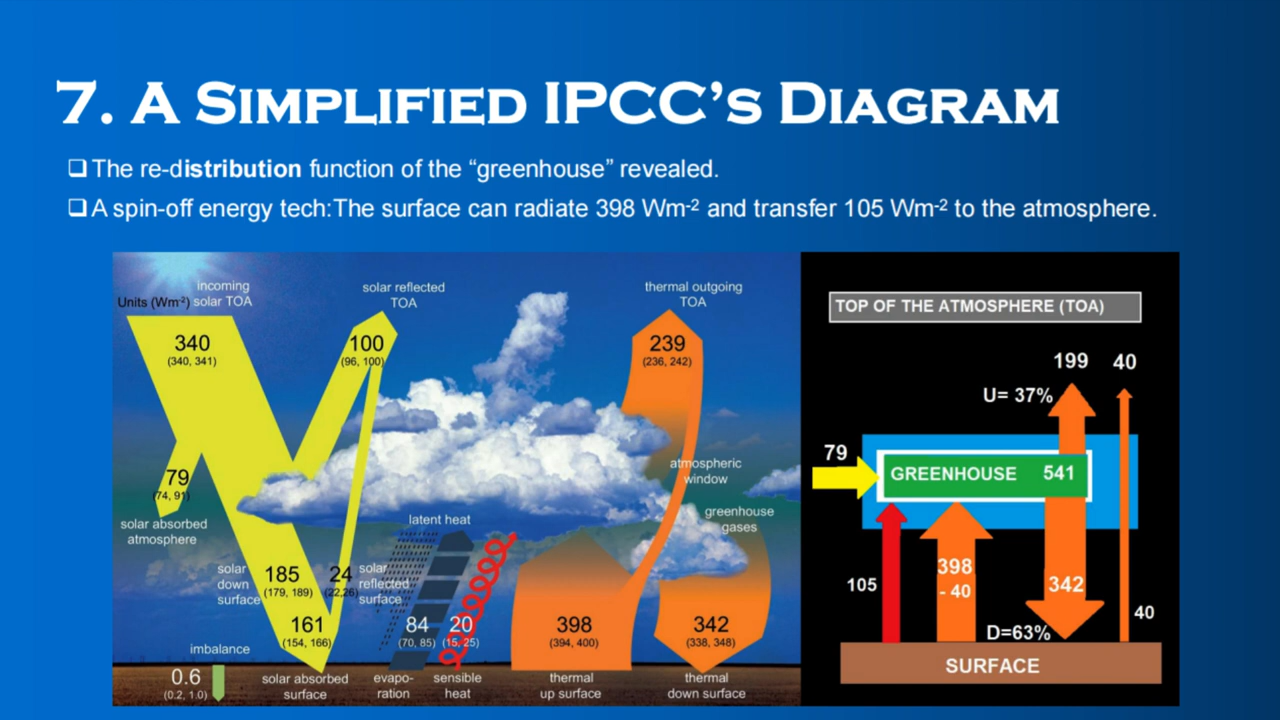 7. A SIMPLIFIED IPCC'S DIAGRAM
❑ The re-distribution function of the “greenhouse” revealed.
❑ A spin-off energy tech:The surface can radiate 398 Wm-2 and transfer 105 Wm-2 to the atmosphere.
Units (Wm-2)
incoming
solar TOA
340
(340, 341)
solar reflected
TOA
100
(96, 100)
thermal outgoing
TOA
239
(236, 242)
79
(74, 91)
solar absorbed
atmosphere
atmospheric
window
greenhouse
gases
latent heat
solar
down
surface
185
(179, 189)
24
(22,26)
solar
reflected
surface
161
(154, 166)
84
(70, 85)
20
(15, 25)
398
(394, 400)
342
(338, 348)
imbalance
0.6
(0.2, 1.0)
solar absorbed
surface
evapo-
ration
sensible
heat
thermal
up surface
thermal
down surface
TOP OF THE ATMOSPHERE (TOA)
199
40
U= 37%
79
GREENHOUSE
541
105
398
- 40
342
40
D=63%
SURFACE